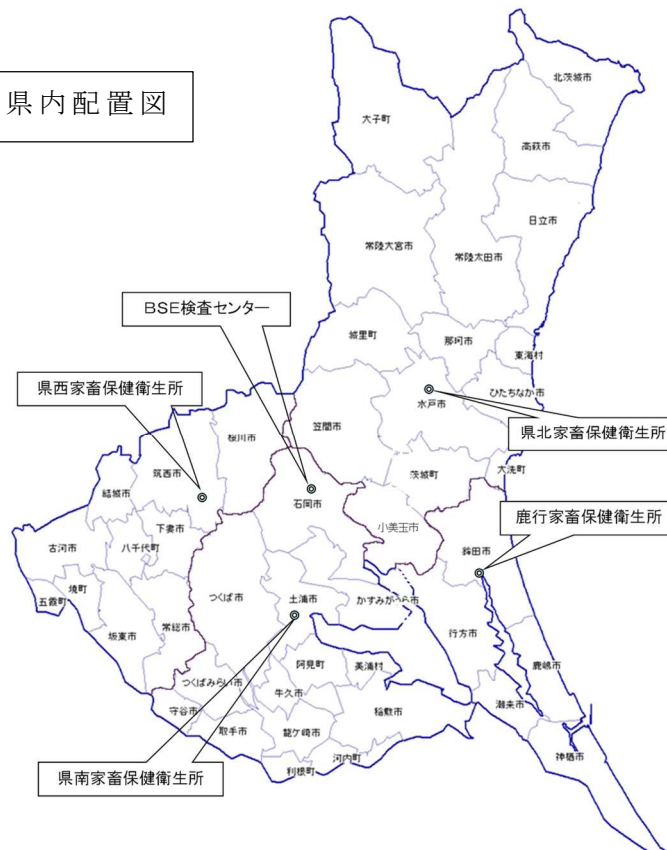 県内配置図
北茨城市
大子町
高萩市
日立市
常陸大宮市
常陸太田市
BSE検査センター
城里町
那珂市
東海村
県西家畜保健衛生所
ひたちなか市
水戸市
笠間市
桜川市
県北家畜保健衛生所
筑西市
茨城町
大洗町
結城市
石岡市
小美玉市
鹿行家畜保健衛生所
下妻市
古河市
八千代町
鉾田市
境町
五霞町
つくば市
土浦市
かすみがうら市
坂東市
常総市
行方市
阿見町
美浦村
鹿嶋市
つくばみらい市
牛久市
守谷市
稲敷市
潮来市
取手市
龍ケ崎市
神栖市
河内町
利根町
県南家畜保健衛生所